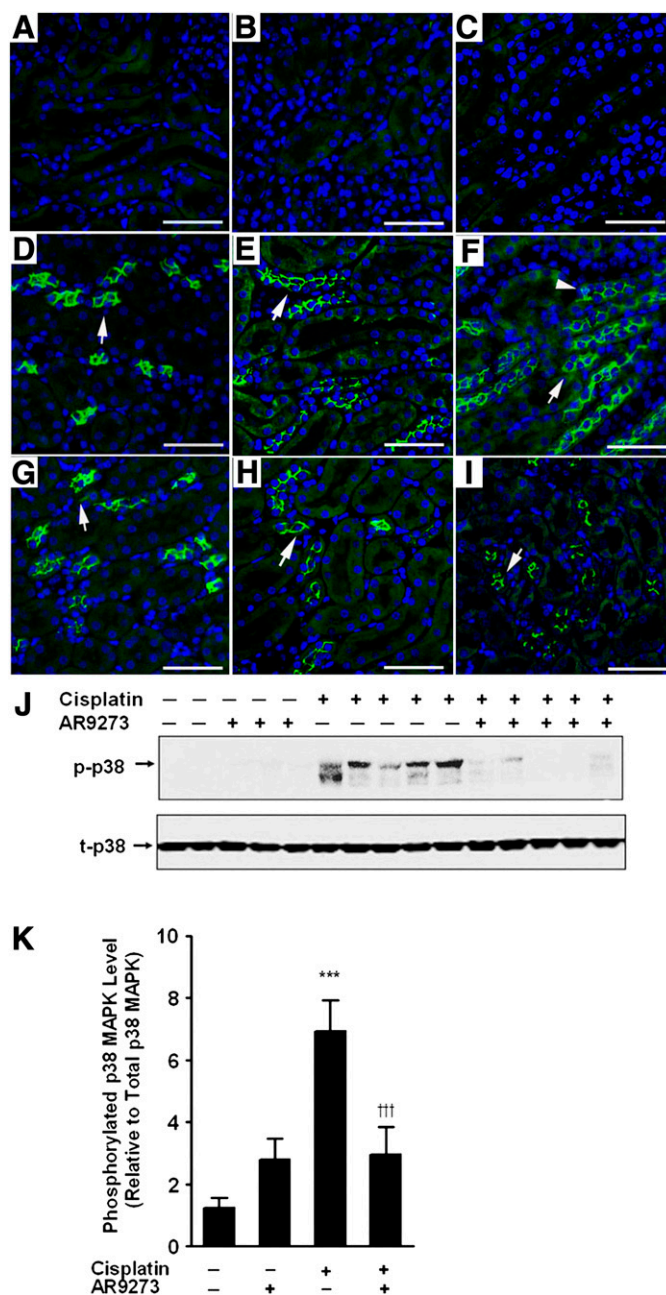 A B C
D E F
G H I
J
Cisplatin – – – – – + + + + + + + + + +
AR9273 – – + + + – – – – – + + + + +
p-p38
t-p38
K
Phosphorylated p38 MAPK Level
(Relative to Total p38 MAPK)
10
8
6
4
2
0
***
†††
Cisplatin – – + +
AR9273 – + – +